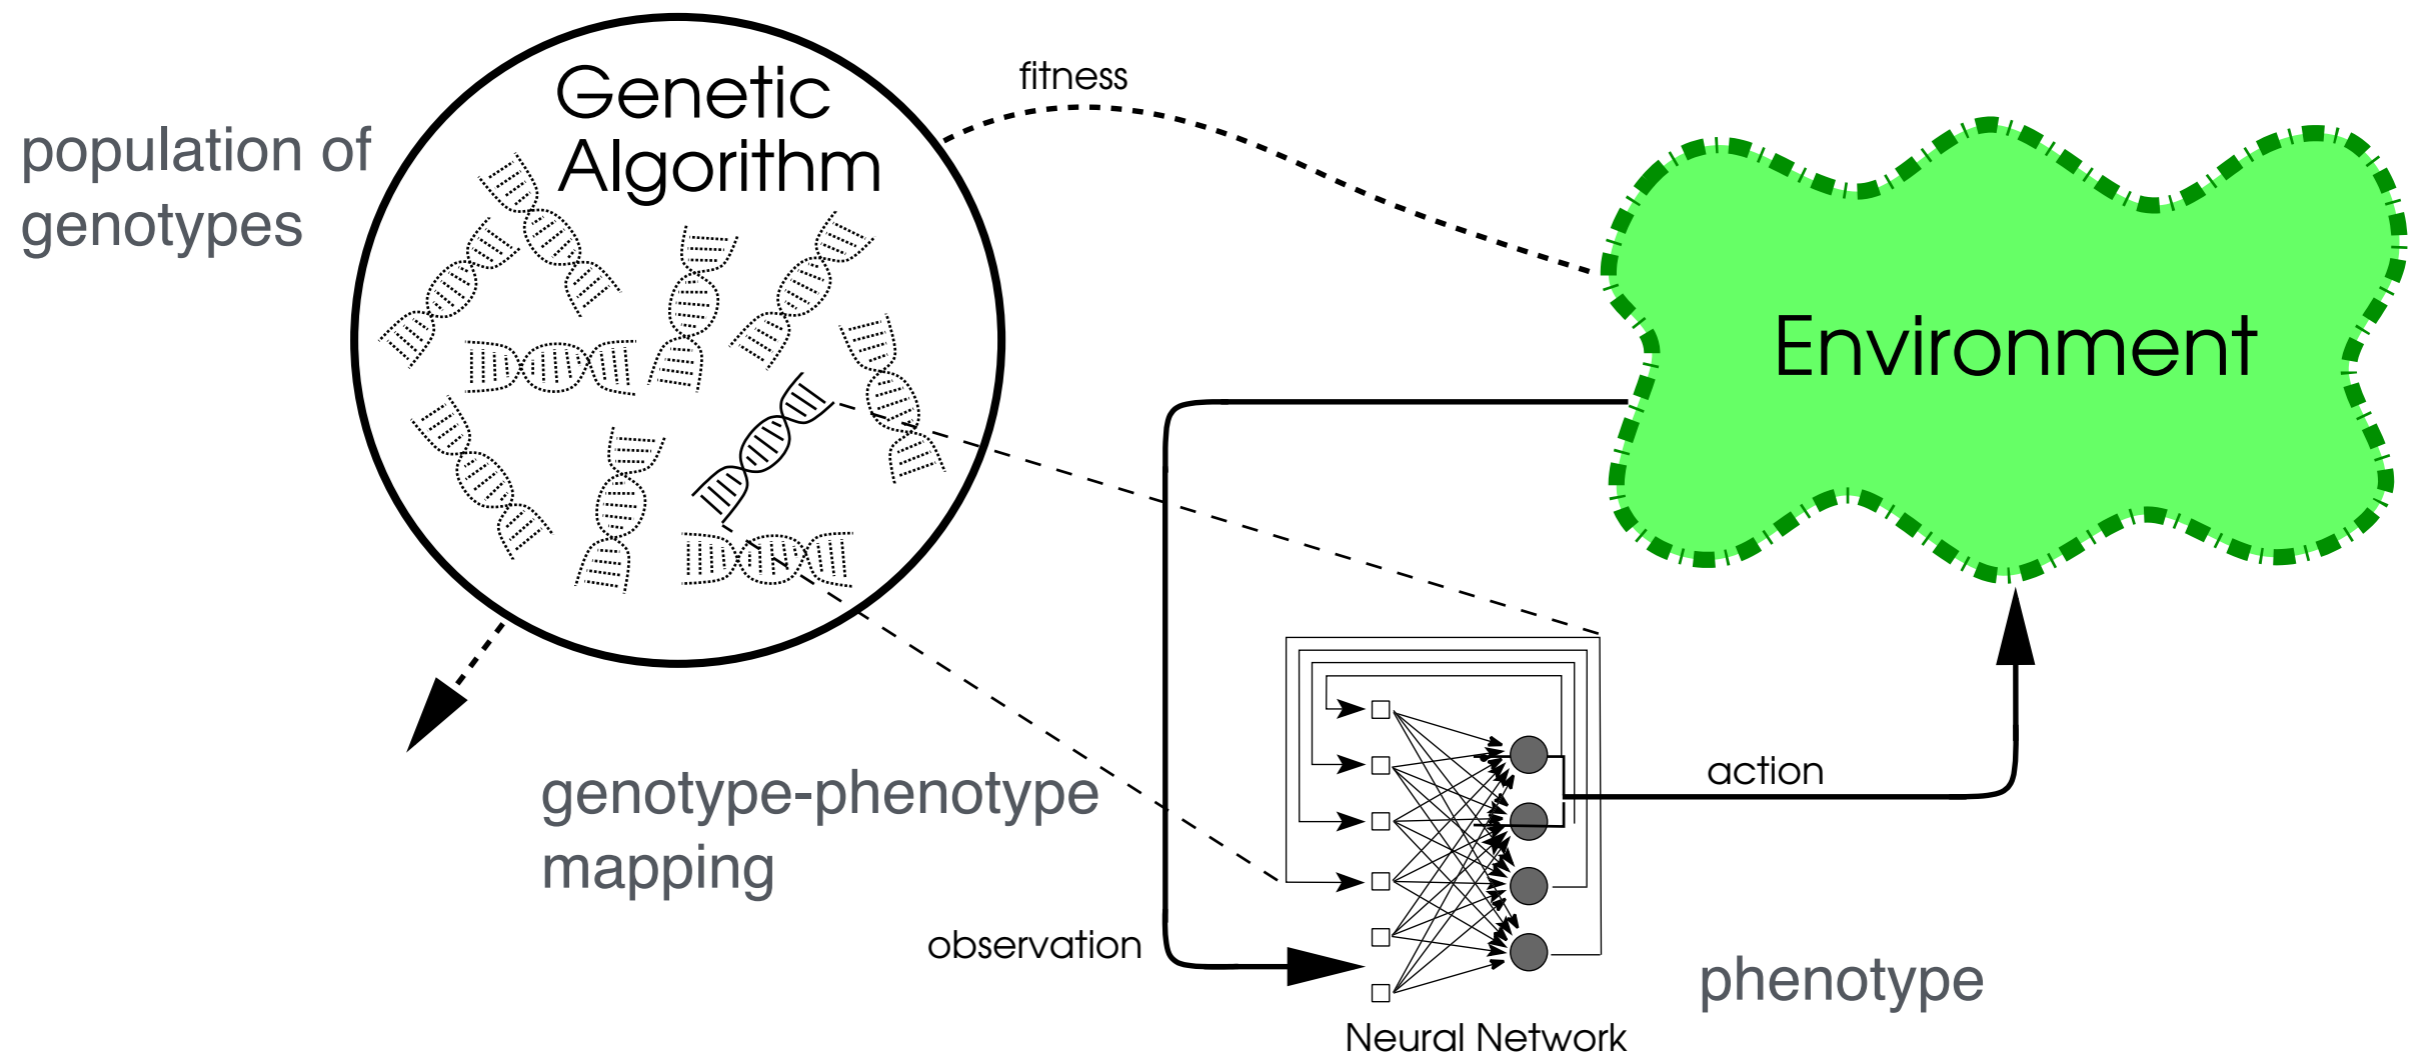 population of
genotypes
Genetic
Algorithm
fitness
Environment
genotype-phenotype
mapping
action
observation
phenotype
Neural Network